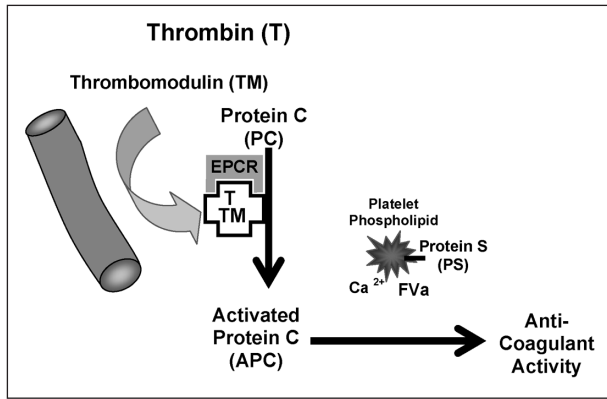 Thrombin (T)
Thrombomodulin (TM)
Protein C
(PC)
EPCR
T
TM
Platelet
Phospholipid
Protein S
(PS)
Ca 2+ FVa
Activated
Protein C
(APC)
Anti-
Coagulant
Activity